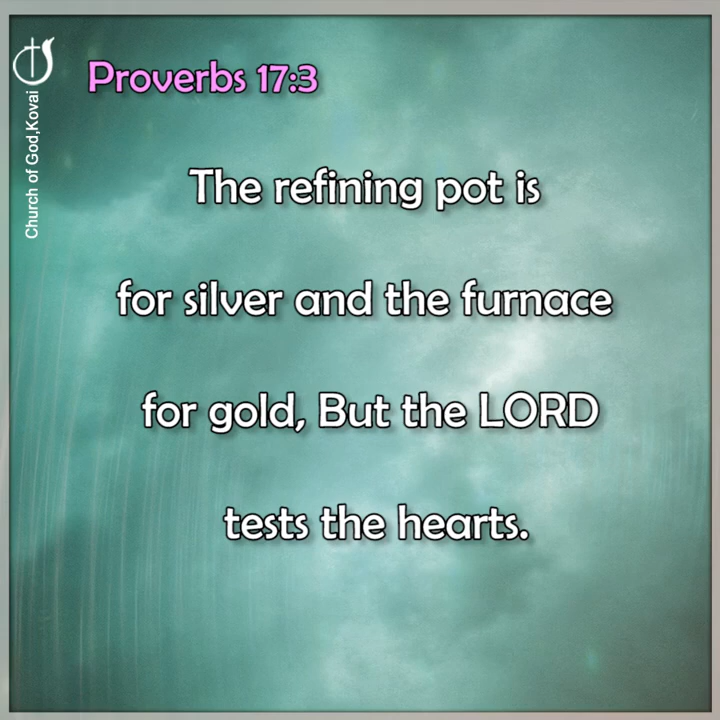 Church of God,Kovai
Proverbs 17:3
The refining pot is
for silver and the furnace
for gold, But the LORD
tests the hearts.